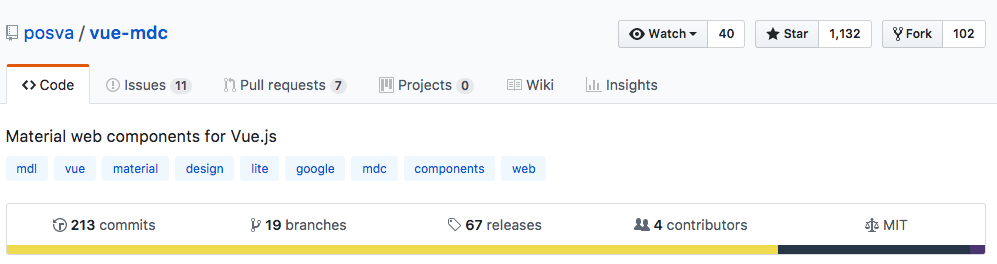 posva / vue-mdc Watch 40 Star 1,132 Fork 102
Code Issues 11 Pull requests 7 Projects 0 Wiki Insights
Material web components for Vue.js
mdl vue material design lite google mdc components web
213 commits 19 branches 67 releases 4 contributors MIT